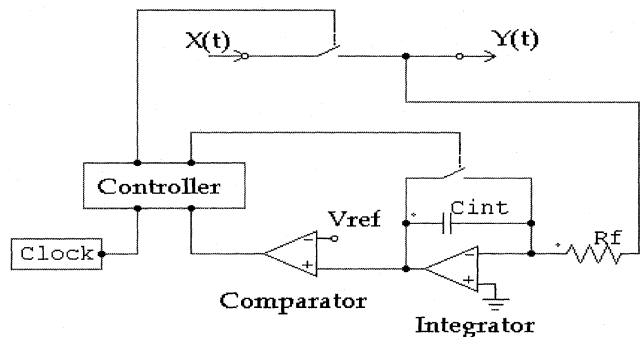 X(t)
Y(t)
Controller
Vref
Cint
Rf
Clock
Comparator
Integrator